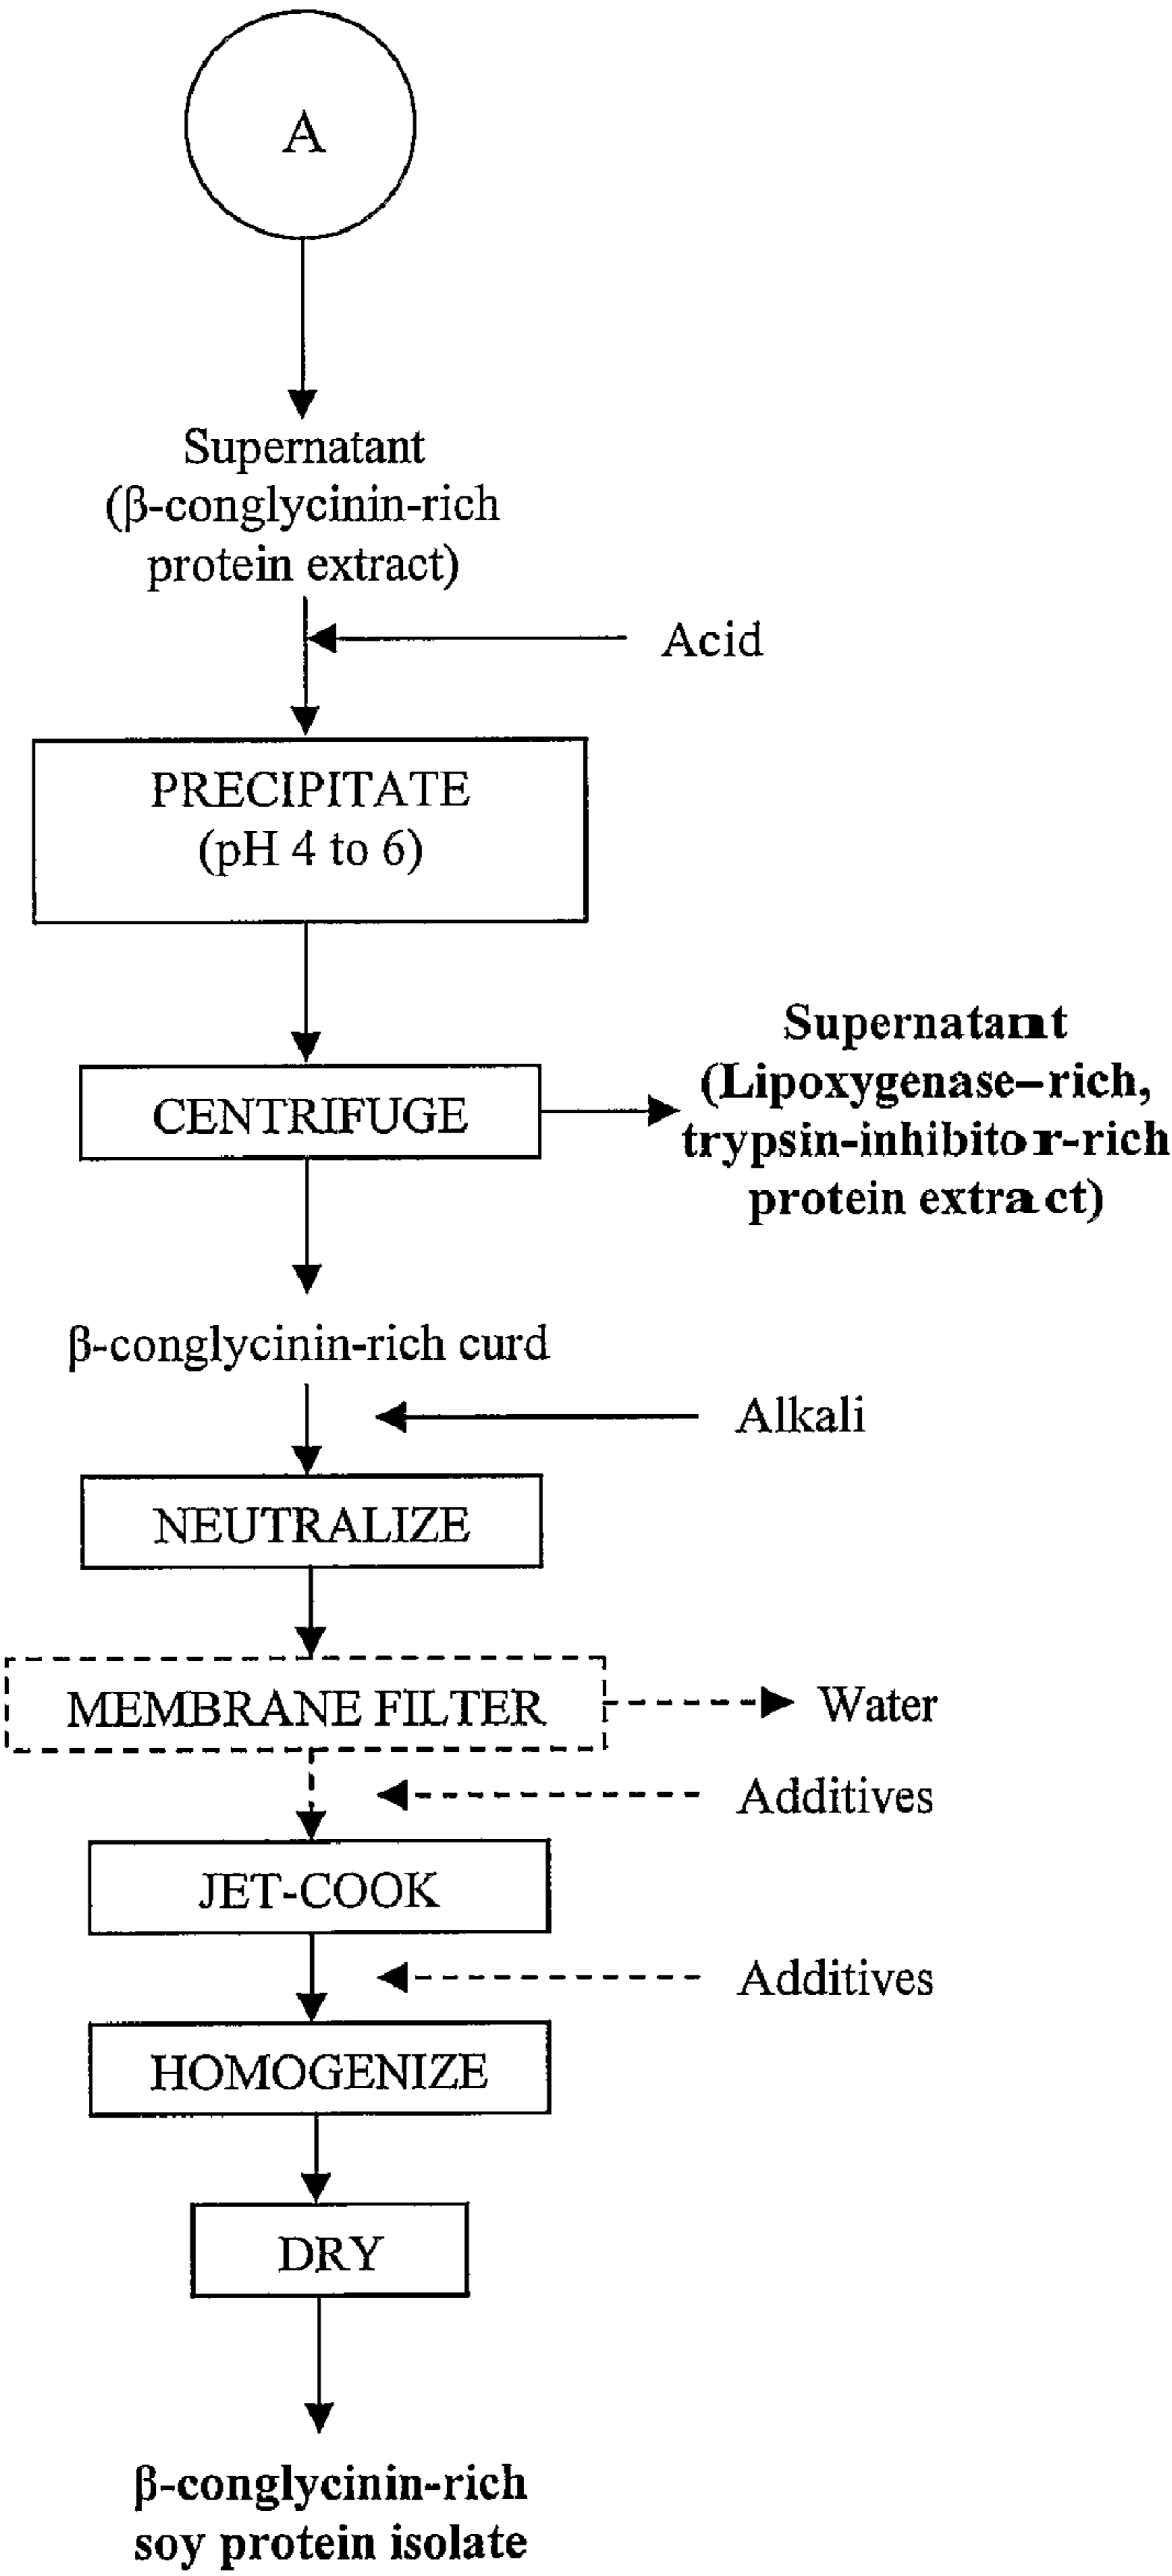 A
Supernatant
(β-conglycinin-rich
protein extract)
Acid
PRECIPITATE
(pH 4 to 6)
Supernatant
(Lipoxygenase–rich,
trypsin-inhibitor-rich
protein extract)
CENTRIFUGE
β-conglycinin-rich curd
Alkali
NEUTRALIZE
MEMBRANE FILTER
Water
Additives
JET-COOK
Additives
HOMOGENIZE
DRY
β-conglycinin-rich
soy protein isolate